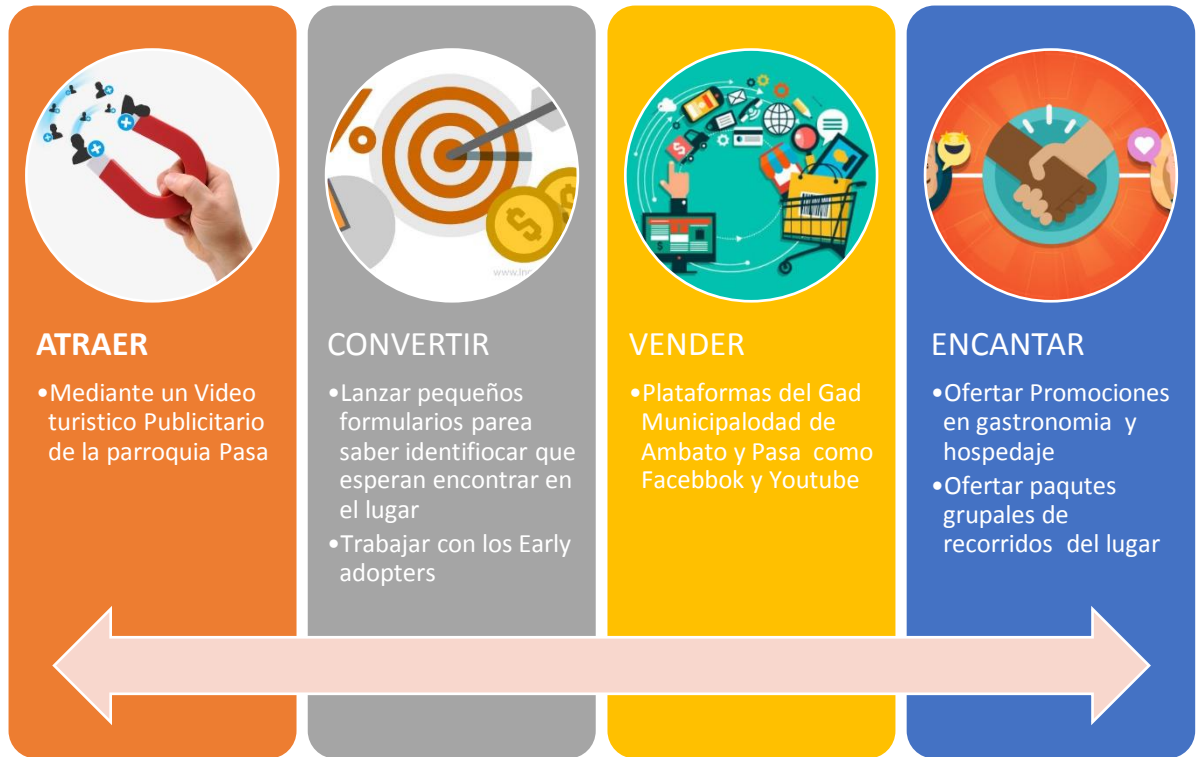 ATRAER
•Mediante un Video
turistico Publicitario
de la parroquia Pasa
CONVERTIR
•Lanzar pequeños
formularios parea
saber identifiocar que
esperan encontrar en
el lugar
•Trabajar con los Early
adopters
VENDER
•Plataformas del Gad
Municipalodad de
Ambato y Pasa como
Facebbok y Youtube
ENCANTAR
•Ofertar Promociones
en gastronomia y
hospedaje
•Ofertar paqutes
grupales de
recorridos del lugar